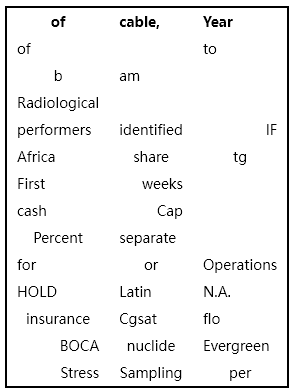 of cable, Year
of to
b am
Radiological
performers identified IF
Africa share tg
First weeks
cash Cap
Percent separate
for or Operations
HOLD Latin N.A.
insurance Cgsat flo
BOCA nuclide Evergreen
Stress Sampling per